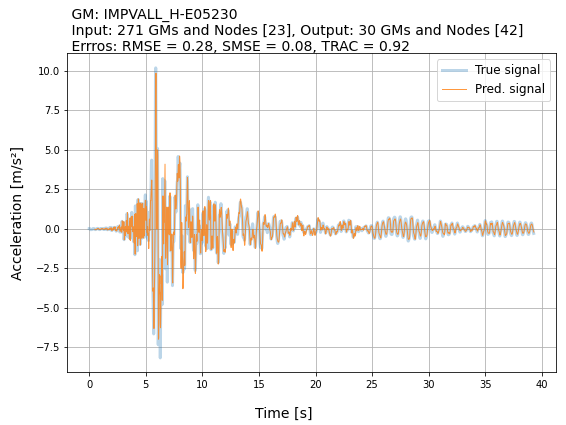 GM: IMPVALL_H-E05230
Input: 271 GMs and Nodes [23], Output: 30 GMs and Nodes [42]
Erros: RMSE = 0.28, SMSE = 0.08, TRAC = 0.92
True signal
Pred. signal
Acceleration [m/s²]
10.0
7.5
5.0
2.5
0.0
−2.5
−5.0
−7.5
0 5 10 15 20 25 30 35 40
Time [s]